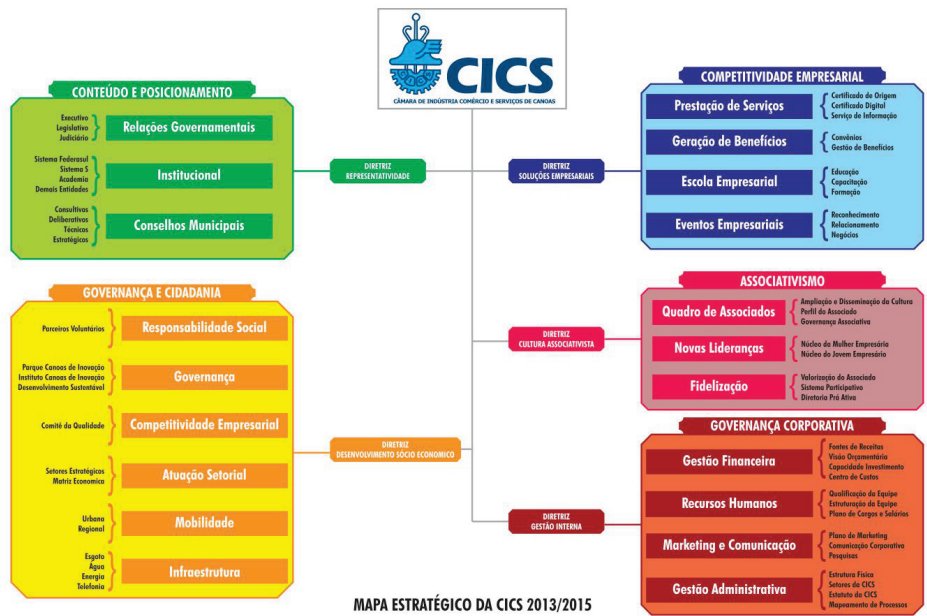 CICS
CÂMARA DE INDÚSTRIA COMÉRCIO E SERVIÇOS DE CANOAS
CONTEÚDO E POSICIONAMENTO
Executivo
Legislativo
Judiciário
Relações Governamentais
Sistema Federasul
Sistema S
Academia
Demais Entidades
Institucional
Consultivos
Deliberativos
Técnicos
Estratégicos
Conselhos Municipais
DIRETRIZ
REPRESENTATIVIDADE
DIRETRIZ
SOLUÇÕES EMPRESARIAIS
COMPETITIVIDADE EMPRESARIAL
Prestação de Serviços
Certificado de Origem
Certificado Digital
Serviço de Informação
Geração de Benefícios
Convênios
Gestão de Benefícios
Escola Empresarial
Educação
Capacitação
Formação
Eventos Empresariais
Reconhecimento
Relacionamento
Negócios
GOVERNANÇA E CIDADANIA
Parceiros Voluntários
Responsabilidade Social
Parque Canoas de Inovação
Instituto Canoas de Inovação
Desenvolvimento Sustentável
Governança
Comitê da Qualidade
Competitividade Empresarial
Setores Estratégicos
Matriz Economica
Atuação Setorial
Urbana
Regional
Mobilidade
Esgoto
Água
Energia
Telefonia
Infraestrutura
DIRETRIZ
DESENVOLVIMENTO SÓCIO ECONOMICO
DIRETRIZ
CULTURA ASSOCIATIVISTA
ASSOCIATIVISMO
Quadro de Associados
Ampliação e Disseminação da Cultura
Perfil do Associado
Governança Associativa
Novas Lideranças
Núcleo da Mulher Empresária
Núcleo do Jovem Empresário
Fidelização
Valorização do Associado
Sistema Participativo
Diretoria Prá Ativa
DIRETRIZ
GESTÃO INTERNA
GOVERNANÇA CORPORATIVA
Gestão Financeira
Fontes de Receitas
Visão Orçamentária
Capacidade Investimento
Centro de Custos
Recursos Humanos
Qualificação da Equipe
Estruturação da Equipe
Plano de Cargos e Salários
Marketing e Comunicação
Plano de Marketing
Comunicação Corporativa
Pesquisas
Gestão Administrativa
Estrutura Física
Setores da CICS
Estatuto da CICS
Mapeamento de Processos
MAPA ESTRATÉGICO DA CICS 2013/2015